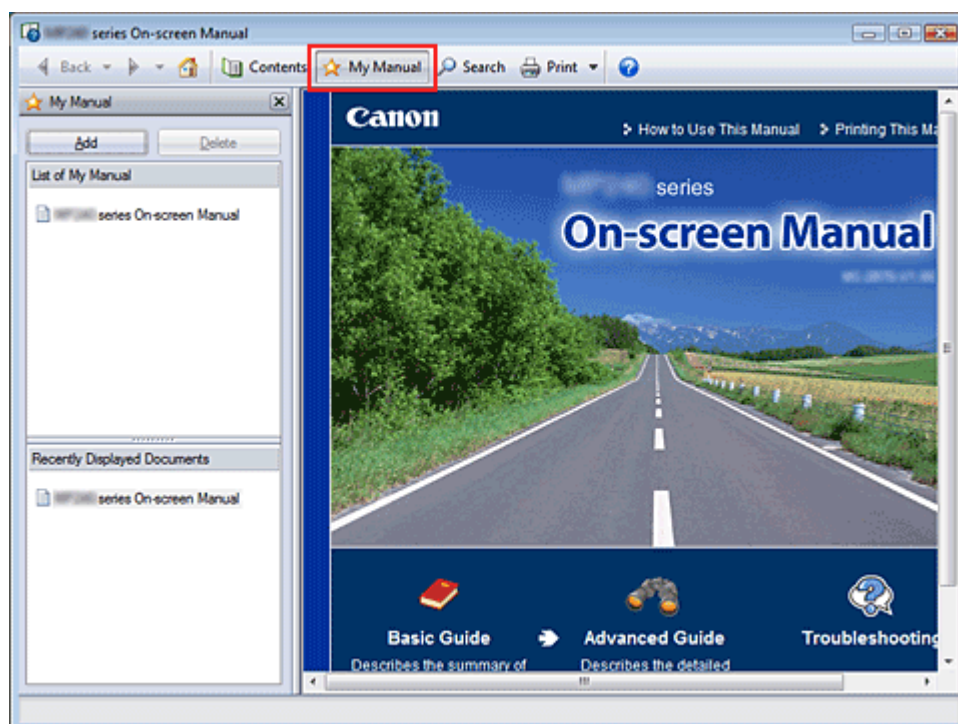 series On-screen Manual
Back Contents My Manual Search Print
My Manual
Add Delete
List of My Manual
series On-screen Manual
Recently Displayed Documents
series On-screen Manual
Canon
How to Use This Manual Printing This Ma
series
On-screen Manual
Basic Guide Advanced Guide Troubleshooting
Describes the summary of Describes the detailed